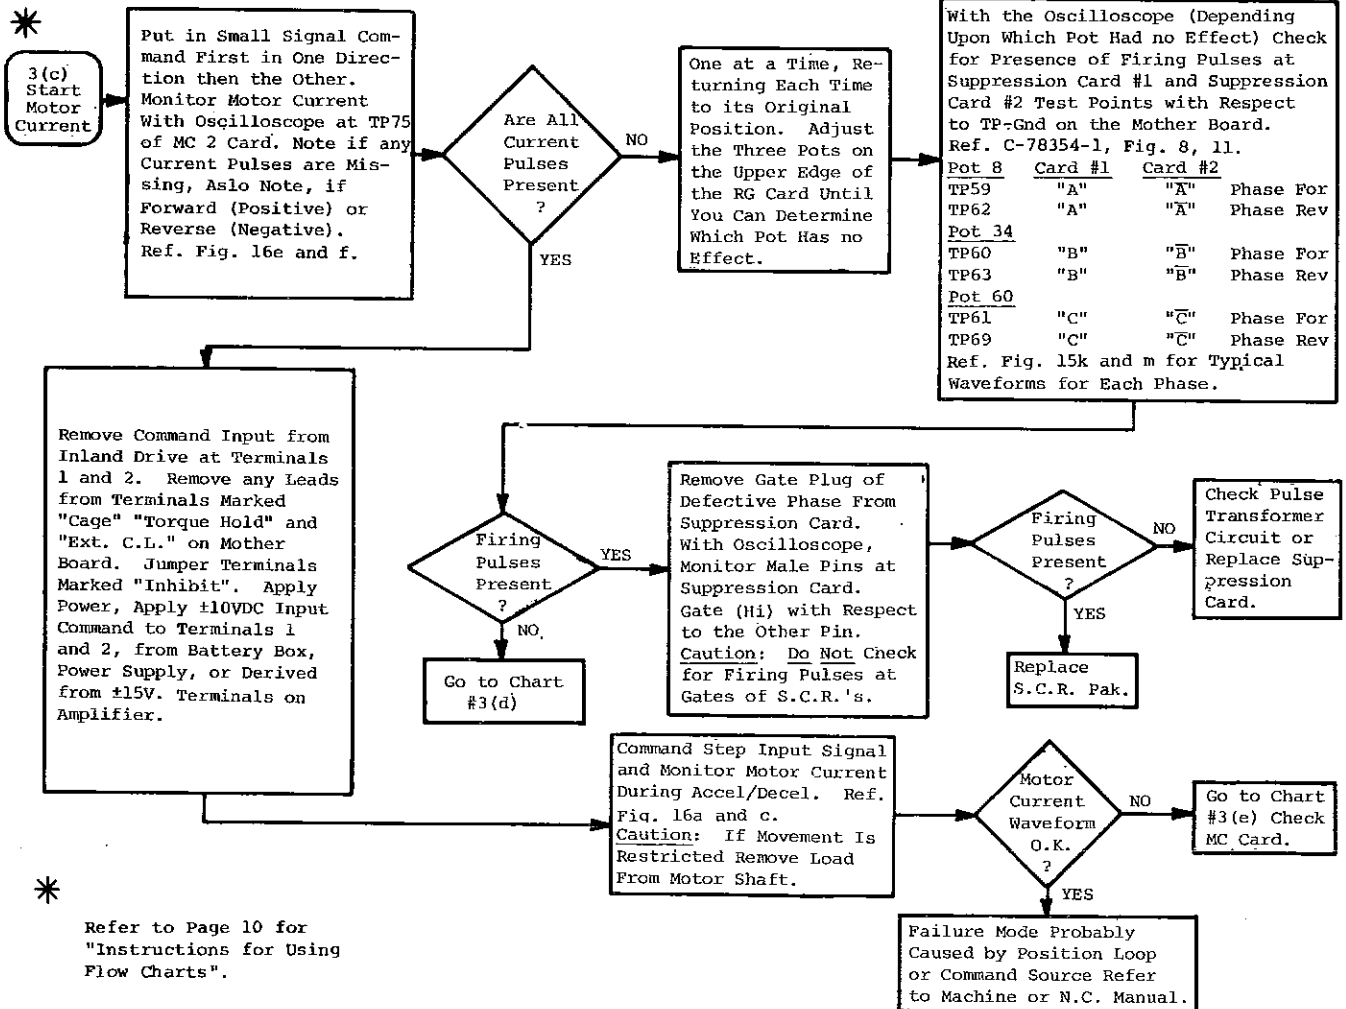 3(c)
Start
Motor
Current
Put in Small Signal Com-
mand First in One Direc-
tion then the Other.
Monitor Motor Current
With Oscilloscope at TP75
of MC 2 Card. Note if any
Current Pulses are Mis-
sing, Aslo Note, if
Forward (Positive) or
Reverse (Negative).
Ref. Fig. 16e and f.
Are All
Current
Pulses
Present
?
NO
YES
One at a Time, Re-
turning Each Time
to its Original
Position. Adjust
the Three Pots on
the Upper Edge of
the RG Card Until
You Can Determine
Which Pot Has no
Effect.
With the Oscilloscope (Depending
Upon Which Pot Had no Effect) Check
for Presence of Firing Pulses at
Suppression Card #1 and Suppression
Card #2 Test Points with Respect
to TP-Gnd on the Mother Board.
Ref. C-78354-1, Fig. 8, 11.
Pot 8 Card #1 Card #2
TP59 "A" "A̅" Phase For
TP62 "A" "A̅" Phase Rev
Pot 34
TP60 "B" "B̅" Phase For
TP63 "B" "B̅" Phase Rev
Pot 60
TP61 "C" "C̅" Phase For
TP69 "C" "C̅" Phase Rev
Ref. Fig. 15k and m for Typical
Waveforms for Each Phase.
Remove Command Input from
Inland Drive at Terminals
1 and 2. Remove any Leads
from Terminals Marked
"Cage" "Torque Hold" and
"Ext. C.L." on Mother
Board. Jumper Terminals
Marked "Inhibit". Apply
Power, Apply ±10VDC Input
Command to Terminals 1
and 2, from Battery Box,
Power Supply, or Derived
from ±15V. Terminals on
Amplifier.
Firing
Pulses
Present
?
YES
NO
Go to Chart
#3(d)
Remove Gate Plug of
Defective Phase From
Suppression Card.
With Oscilloscope,
Monitor Male Pins at
Suppression Card.
Gate (Hi) with Respect
to the Other Pin.
Caution: Do Not Check
for Firing Pulses at
Gates of S.C.R.'s.
Firing
Pulses
Present
?
NO
YES
Check Pulse
Transformer
Circuit or
Replace Sup-
pression
Card.
Replace
S.C.R. Pak.
Command Step Input Signal
and Monitor Motor Current
During Accel/Decel. Ref.
Fig. 16a and c.
Caution: If Movement Is
Restricted Remove Load
From Motor Shaft.
Motor
Current
Waveform
O.K.
?
NO
YES
Go to Chart
#3(e) Check
MC Card.
Failure Mode Probably
Caused by Position Loop
or Command Source Refer
to Machine or N.C. Manual.
Refer to Page 10 for
"Instructions for Using
Flow Charts".